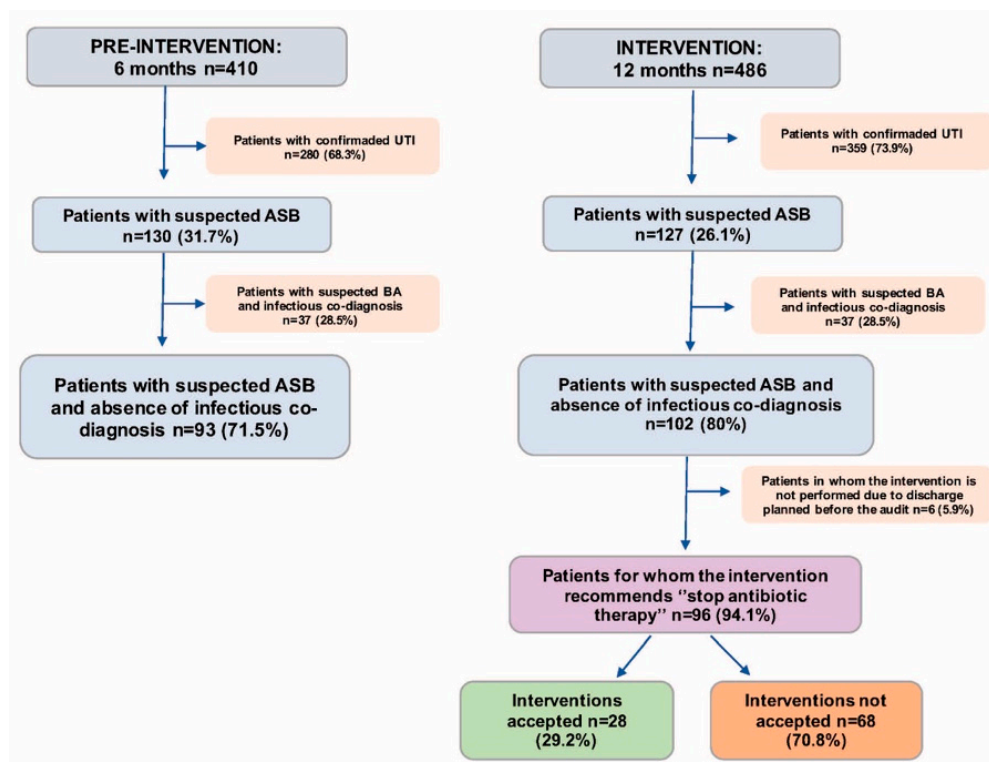 PRE-INTERVENTION:
6 months n=410
Patients with confirmaded UTI
n=280 (68.3%)
Patients with suspected ASB
n=130 (31.7%)
Patients with suspected BA
and infectious co-diagnosis
n=37 (28.5%)
Patients with suspected ASB
and absence of infectious co-
diagnosis n=93 (71.5%)
INTERVENTION:
12 months n=486
Patients with confirmaded UTI
n=359 (73.9%)
Patients with suspected ASB
n=127 (26.1%)
Patients with suspected BA
and infectious co-diagnosis
n=37 (28.5%)
Patients with suspected ASB and
absence of infectious co-diagnosis
n=102 (80%)
Patients in whom the intervention is
not performed due to discharge
planned before the audit n=6 (5.9%)
Patients for whom the intervention
recommends ‘’stop antibiotic
therapy’’ n=96 (94.1%)
Interventions
accepted n=28
(29.2%)
Interventions not
accepted n=68
(70.8%)